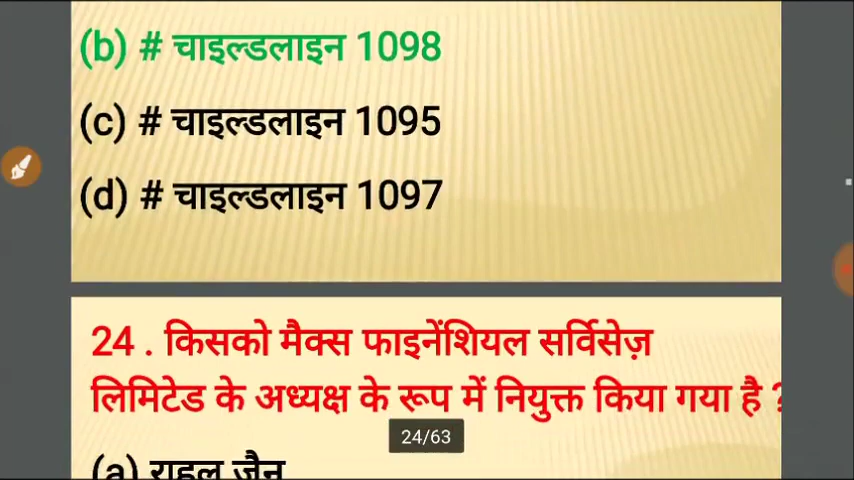 (b) # चाइल्डलाइन 1098
(c) # चाइल्डलाइन 1095
(d) # चाइल्डलाइन 1097
24 . किसको मैक्स फाइनेंशियल सर्विसेज़
लिमिटेड के अध्यक्ष के रूप में नियुक्त किया गया है ?
24/63
(a) राहुल जैन